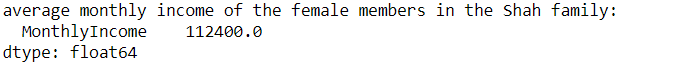 average monthly income of the female members in the Shah family:
MonthlyIncome    112400.0
dtype: float64